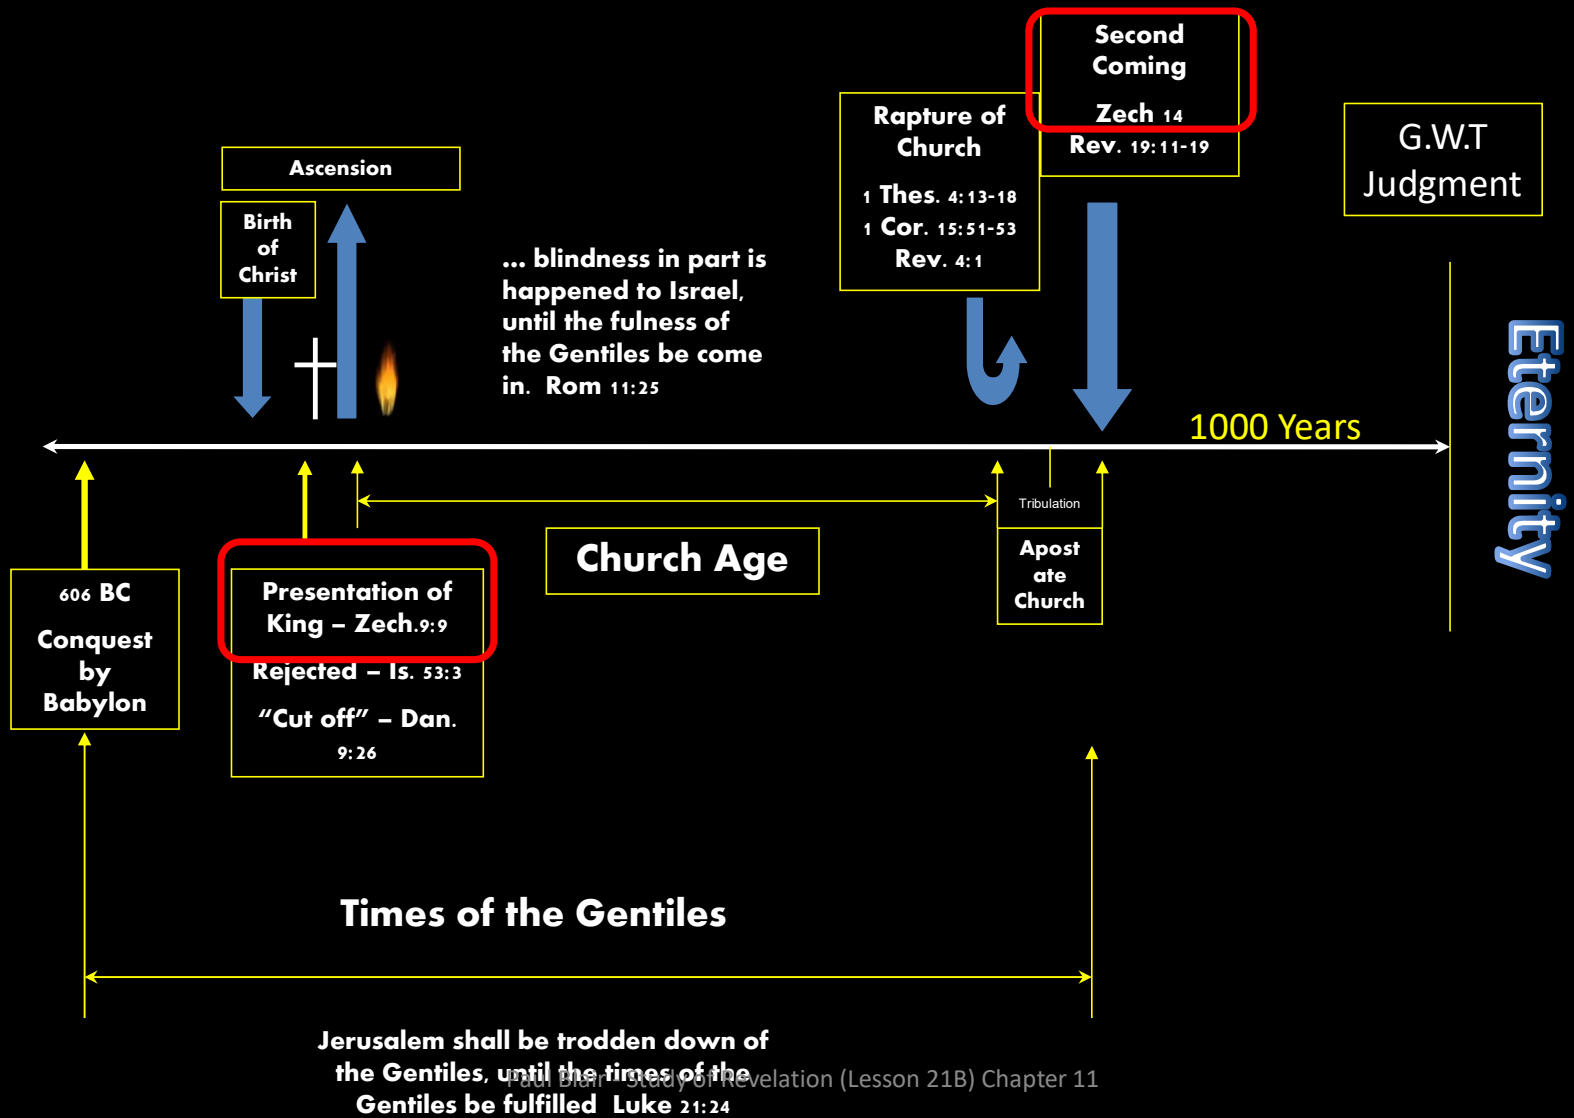 Second
Coming
Zech 14
Rev. 19:11-19
Rapture of
Church
1 Thes. 4:13-18
1 Cor. 15:51-53
Rev. 4:1
G.W.T
Judgment
Ascension
Birth
of
Christ
... blindness in part is
happened to Israel,
until the fulness of
the Gentiles be come
in. Rom 11:25
Eternity
1000 Years
Tribulation
Church Age
Apost
ate
Church
606 BC
Conquest
by
Babylon
Presentation of
King – Zech.9:9
Rejected – Is. 53:3
“Cut off” – Dan.
9:26
Times of the Gentiles
Jerusalem shall be trodden down of
the Gentiles, until the times of the
Gentiles be fulfilled Luke 21:24
Paul Blair - Study of Revelation (Lesson 21B) Chapter 11